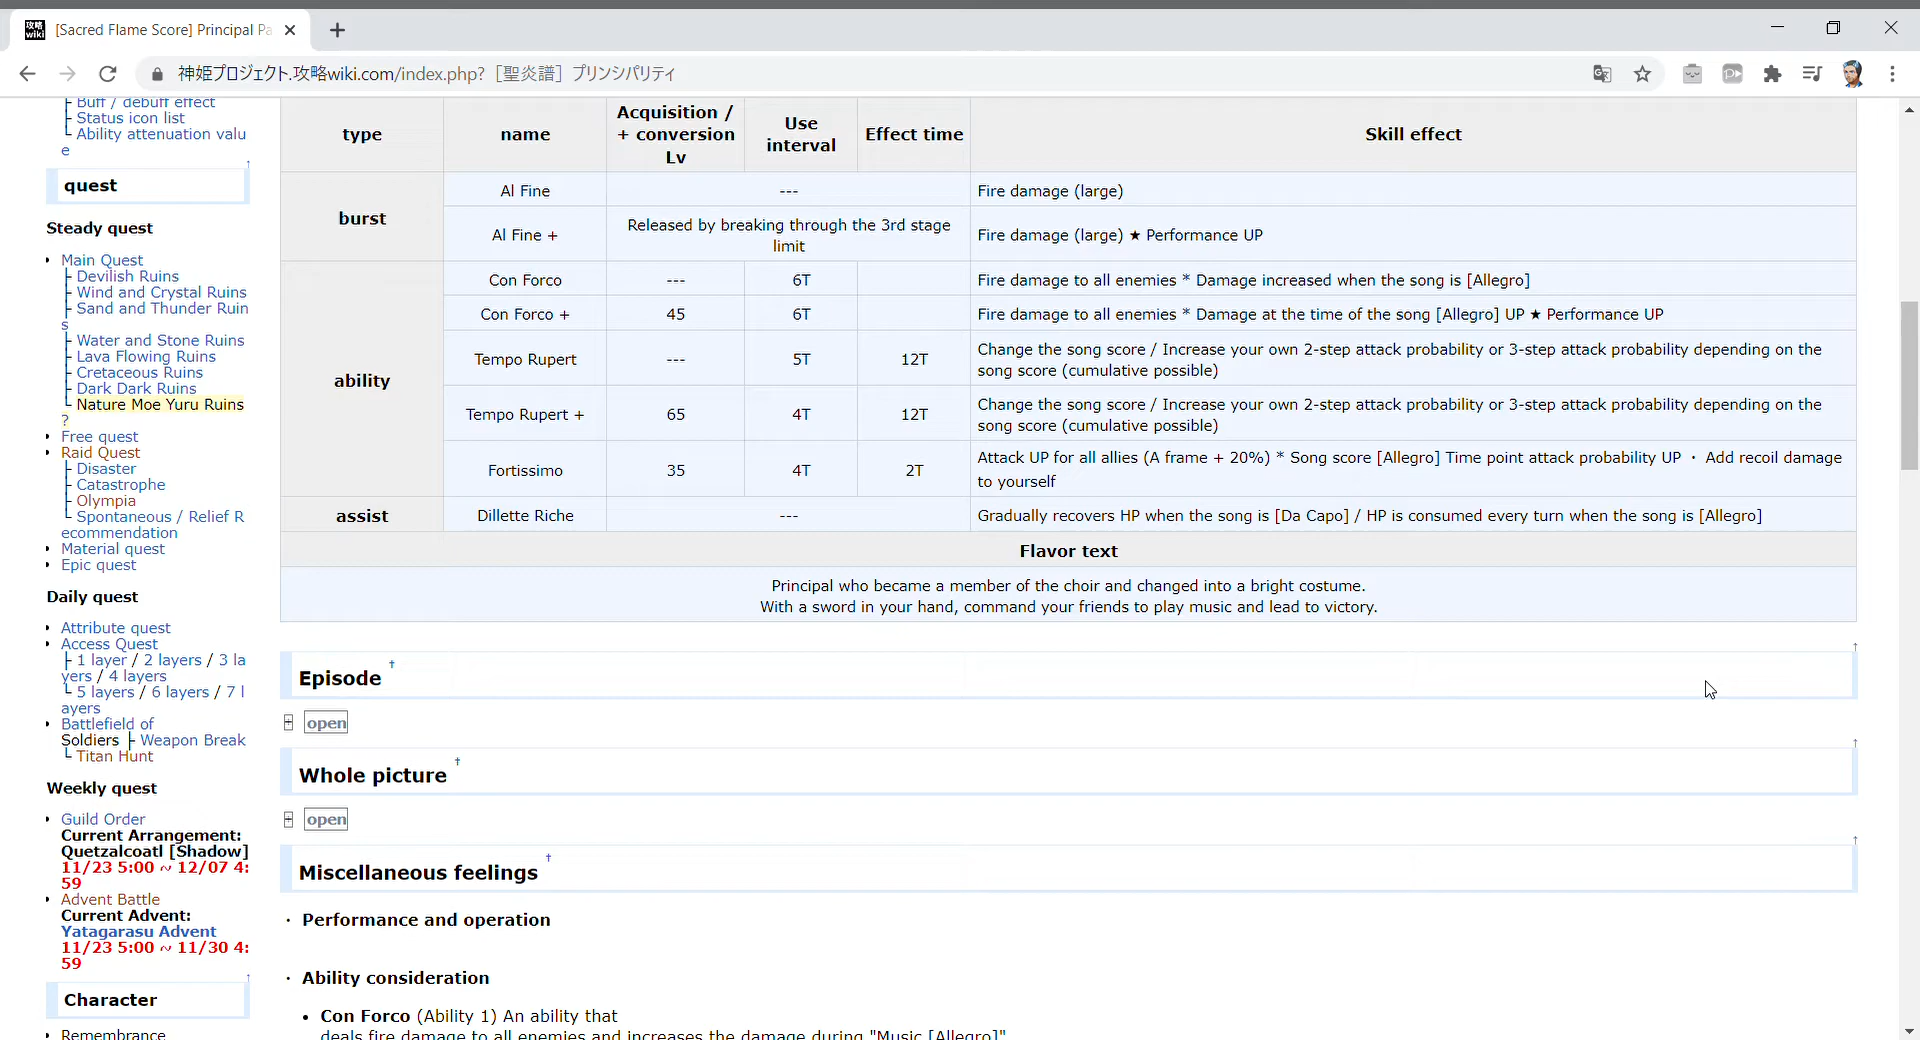 [Sacred Flame Score] Principal Pa
神姫プロジェクト.攻略wiki.com/index.php?［聖炎譜］プリンシパリティ
├ Buff / debuff effect
├ Status icon list
└ Ability attenuation valu
e
quest
Steady quest
Main Quest
├ Devilish Ruins
├ Wind and Crystal Ruins
├ Sand and Thunder Ruin
s
├ Water and Stone Ruins
├ Lava Flowing Ruins
├ Cretaceous Ruins
├ Dark Dark Ruins
└ Nature Moe Yuru Ruins
?
Free quest
Raid Quest
├ Disaster
├ Catastrophe
├ Olympia
└ Spontaneous / Relief R
ecommendation
Material quest
Epic quest
Daily quest
Attribute quest
Access Quest
├ 1 layer / 2 layers / 3 la
yers / 4 layers
└ 5 layers / 6 layers / 7 l
ayers
Battlefield of
Soldiers ├ Weapon Break
└ Titan Hunt
Weekly quest
Guild Order
Current Arrangement:
Quetzalcoatl [Shadow]
11/23 5:00 ~ 12/07 4:
59
Advent Battle
Current Advent:
Yatagarasu Advent
11/23 5:00 ~ 11/30 4:
59
Character
Remembrance
type name Acquisition / + conversion Lv Use interval Effect time Skill effect
burst
Al Fine --- Fire damage (large)
Al Fine + Released by breaking through the 3rd stage limit Fire damage (large) ★ Performance UP
ability
Con Forco --- 6T Fire damage to all enemies * Damage increased when the song is [Allegro]
Con Forco + 45 6T Fire damage to all enemies * Damage at the time of the song [Allegro] UP ★ Performance UP
Tempo Rupert --- 5T 12T Change the song score / Increase your own 2-step attack probability or 3-step attack probability depending on the
song score (cumulative possible)
Tempo Rupert + 65 4T 12T Change the song score / Increase your own 2-step attack probability or 3-step attack probability depending on the
song score (cumulative possible)
Fortissimo 35 4T 2T Attack UP for all allies (A frame + 20%) * Song score [Allegro] Time point attack probability UP ・ Add recoil damage
to yourself
assist Dillette Riche --- Gradually recovers HP when the song is [Da Capo] / HP is consumed every turn when the song is [Allegro]
Flavor text
Principal who became a member of the choir and changed into a bright costume.
With a sword in your hand, command your friends to play music and lead to victory.
Episode †
+ open
Whole picture †
+ open
Miscellaneous feelings †
・ Performance and operation
・ Ability consideration
• Con Forco (Ability 1) An ability that
deals fire damage to all enemies and increases the damage during "Music [Allegro]"